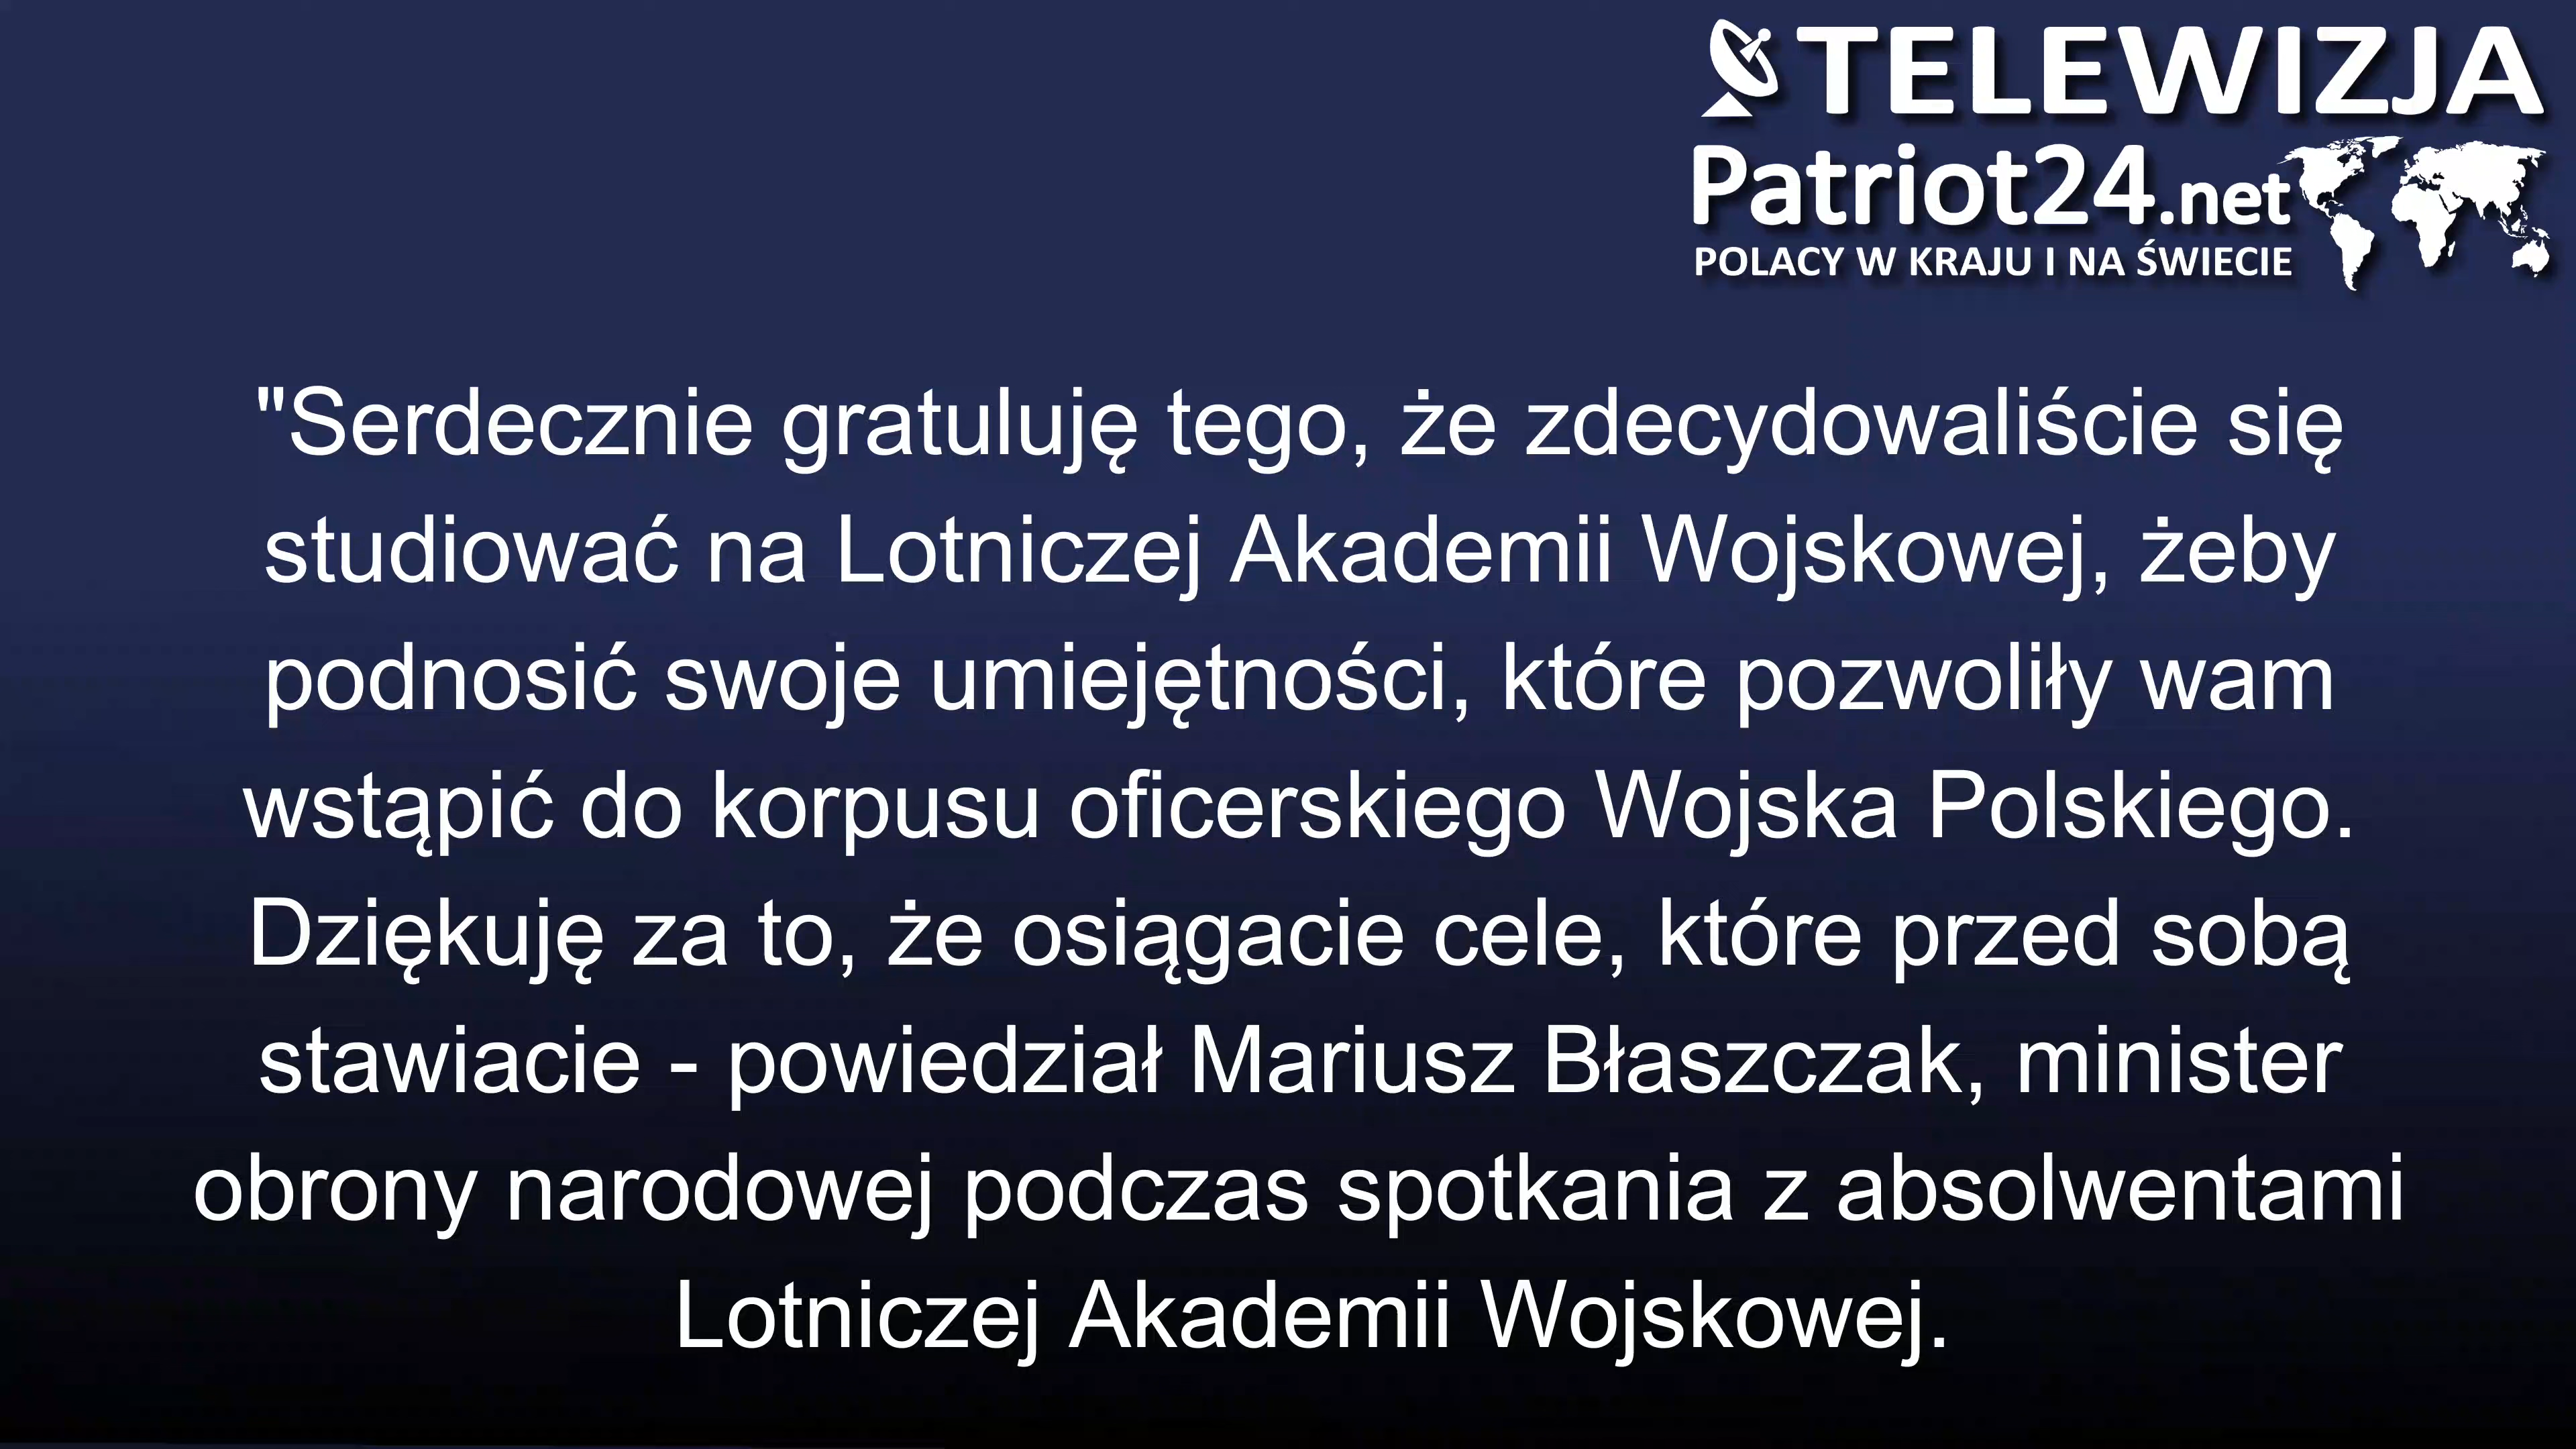 TELEWIZJA
Patriot24.net
POLACY W KRAJU I NA ŚWIECIE
"Serdecznie gratuluję tego, że zdecydowaliście się
studiować na Lotniczej Akademii Wojskowej, żeby
podnosić swoje umiejętności, które pozwoliły wam
wstąpić do korpusu oficerskiego Wojska Polskiego.
Dziękuję za to, że osiągacie cele, które przed sobą
stawiacie - powiedział Mariusz Błaszczak, minister
obrony narodowej podczas spotkania z absolwentami
Lotniczej Akademii Wojskowej.